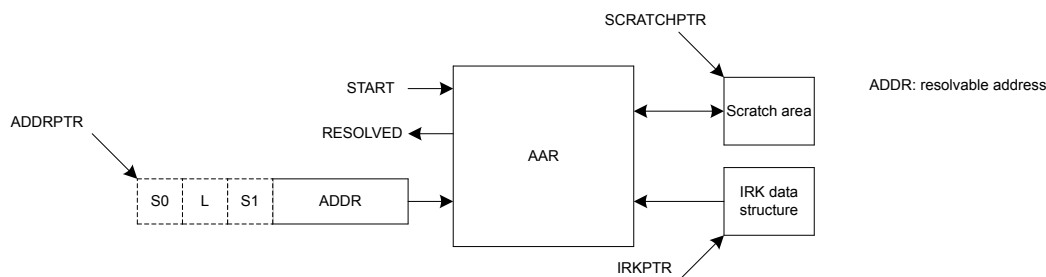 SCRATCHPTR
START
Scratch area
ADDR: resolvable address
ADDRPTR
RESOLVED
AAR
S0 L S1 ADDR
IRK data
structure
IRKPTR